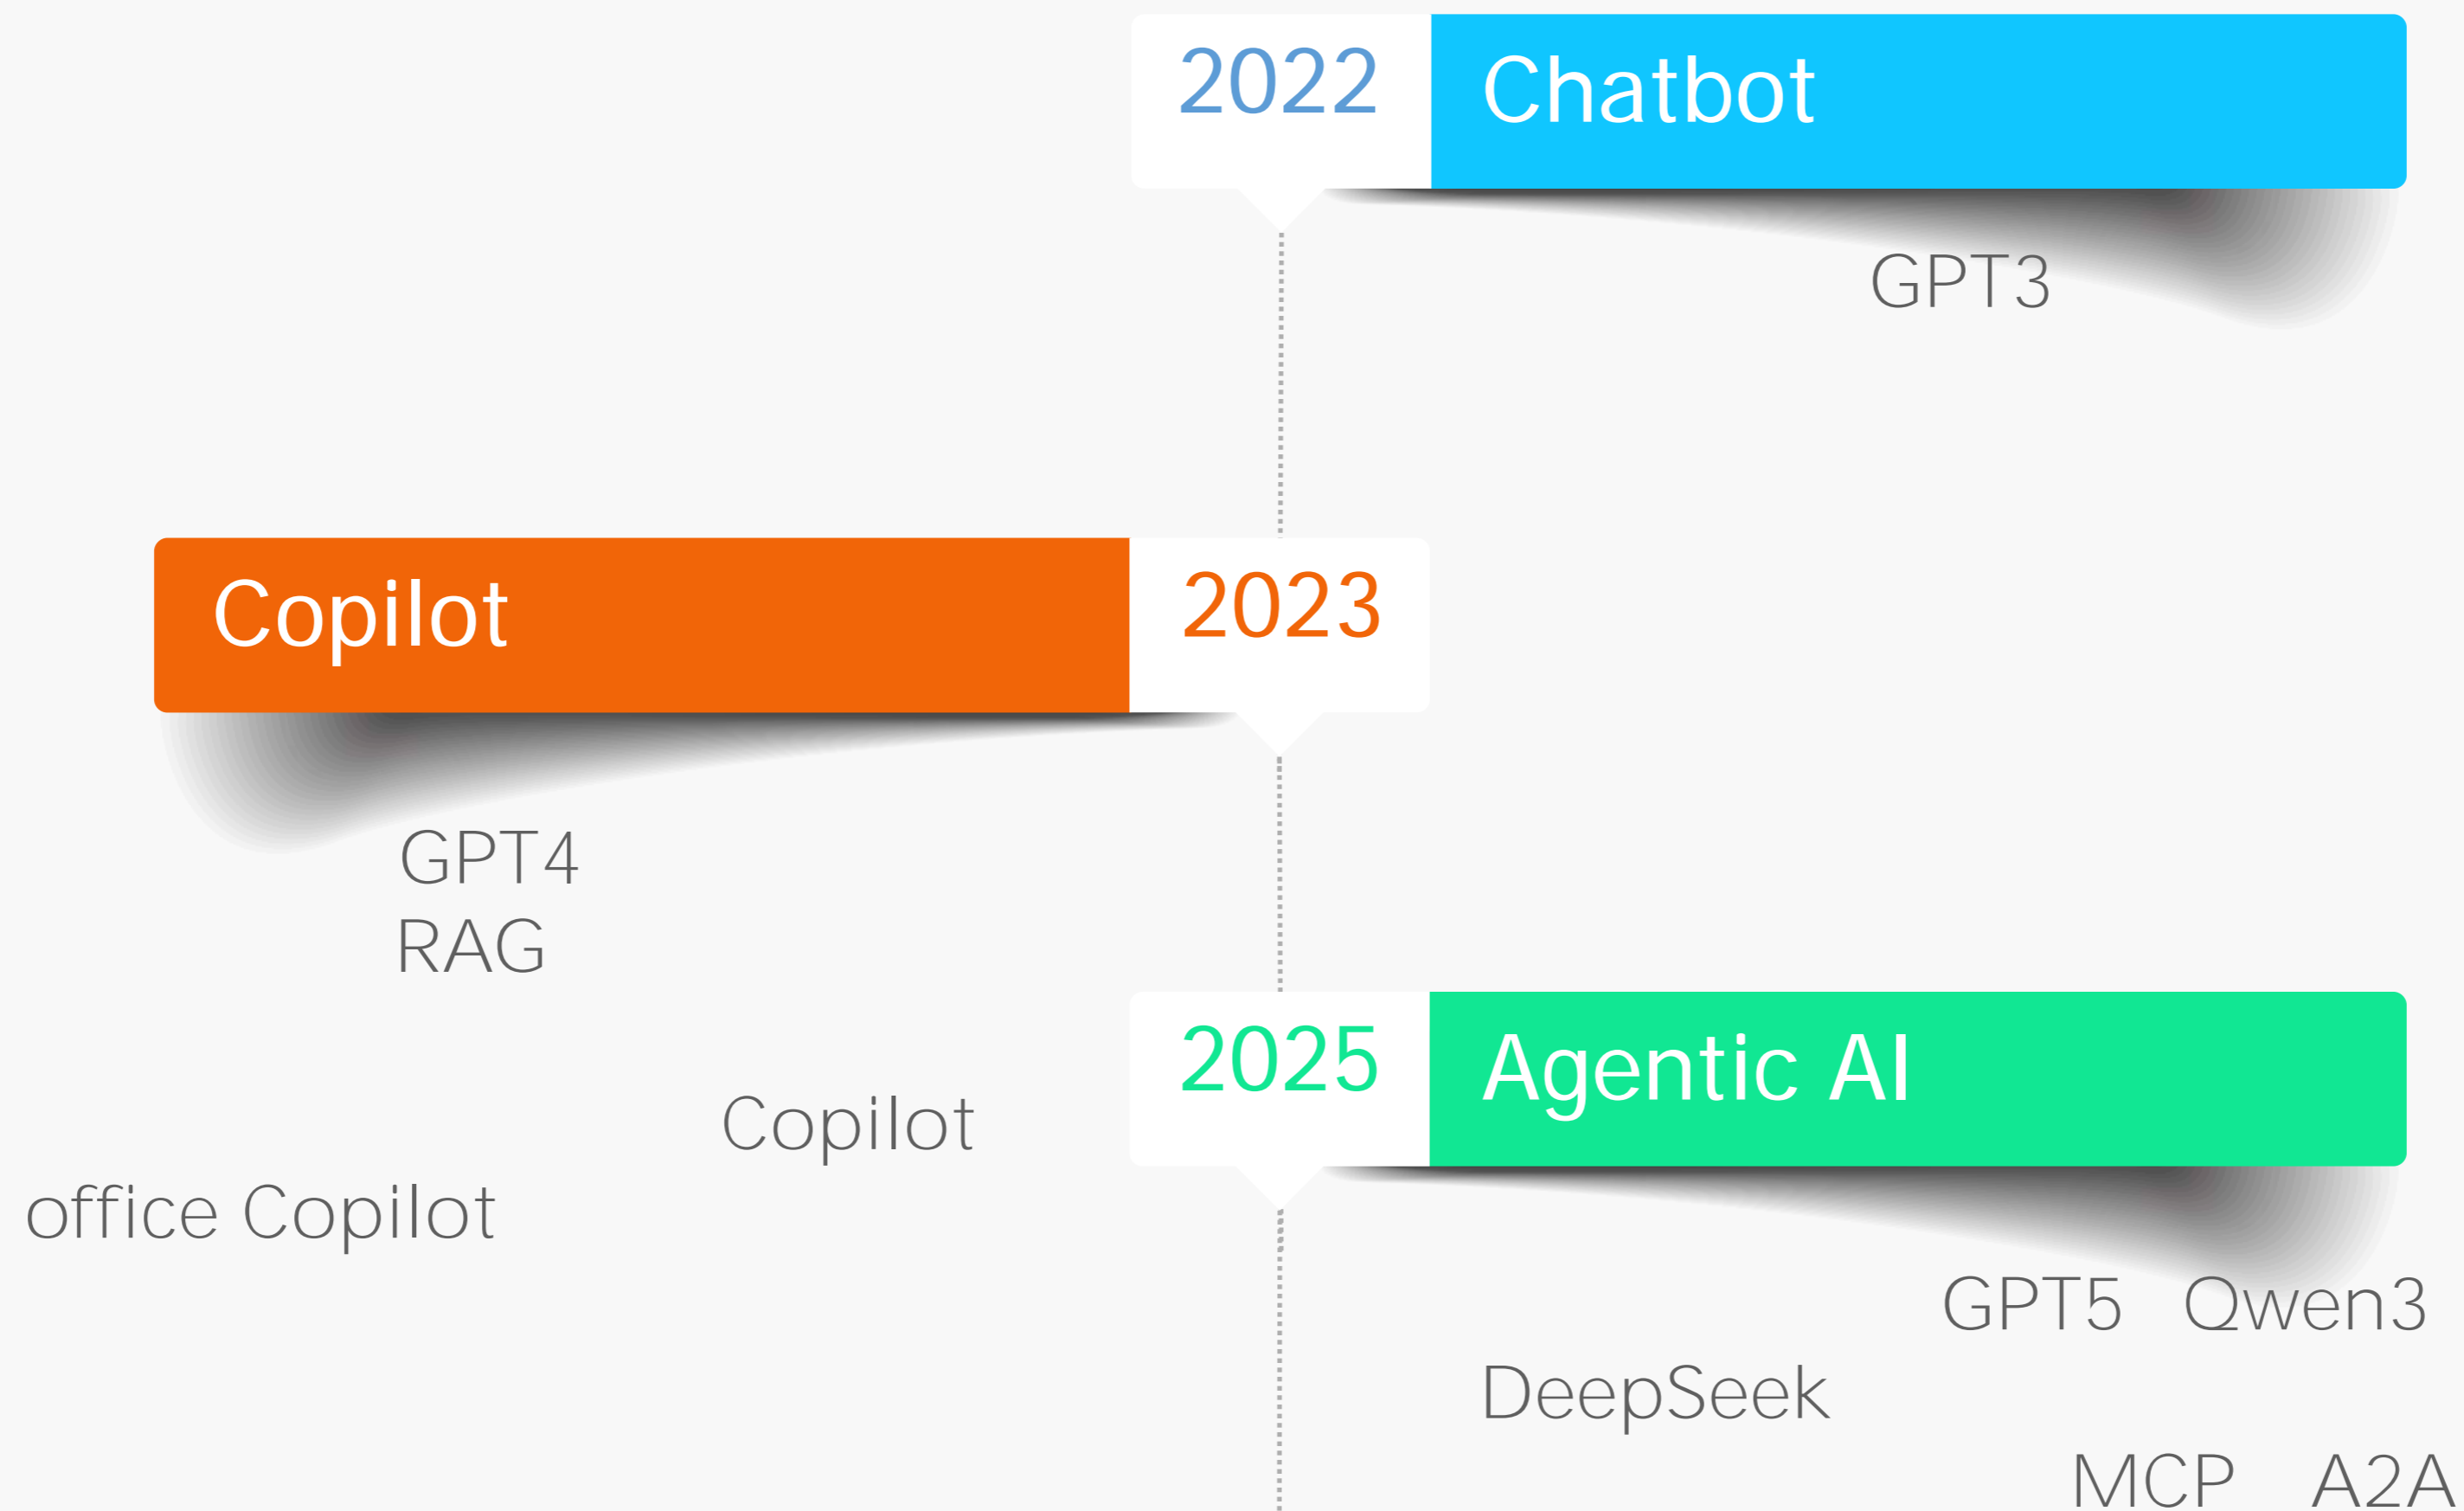 2022 Chatbot
GPT3
Copilot 2023
GPT4
RAG
2025 Agentic AI
Copilot
office Copilot
GPT5 Qwen3
DeepSeek
MCP A2A